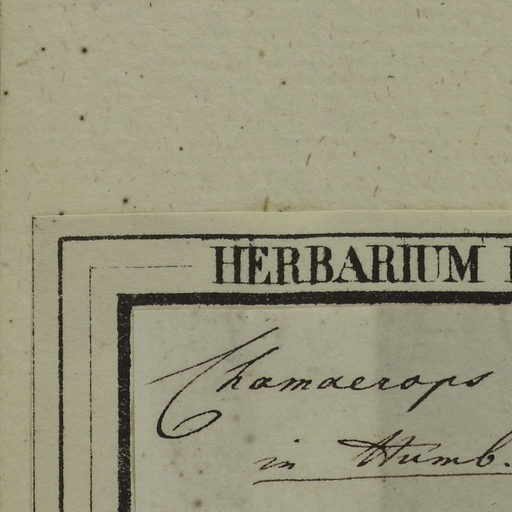 HERBARIUM
Chamaerops
in Humb.